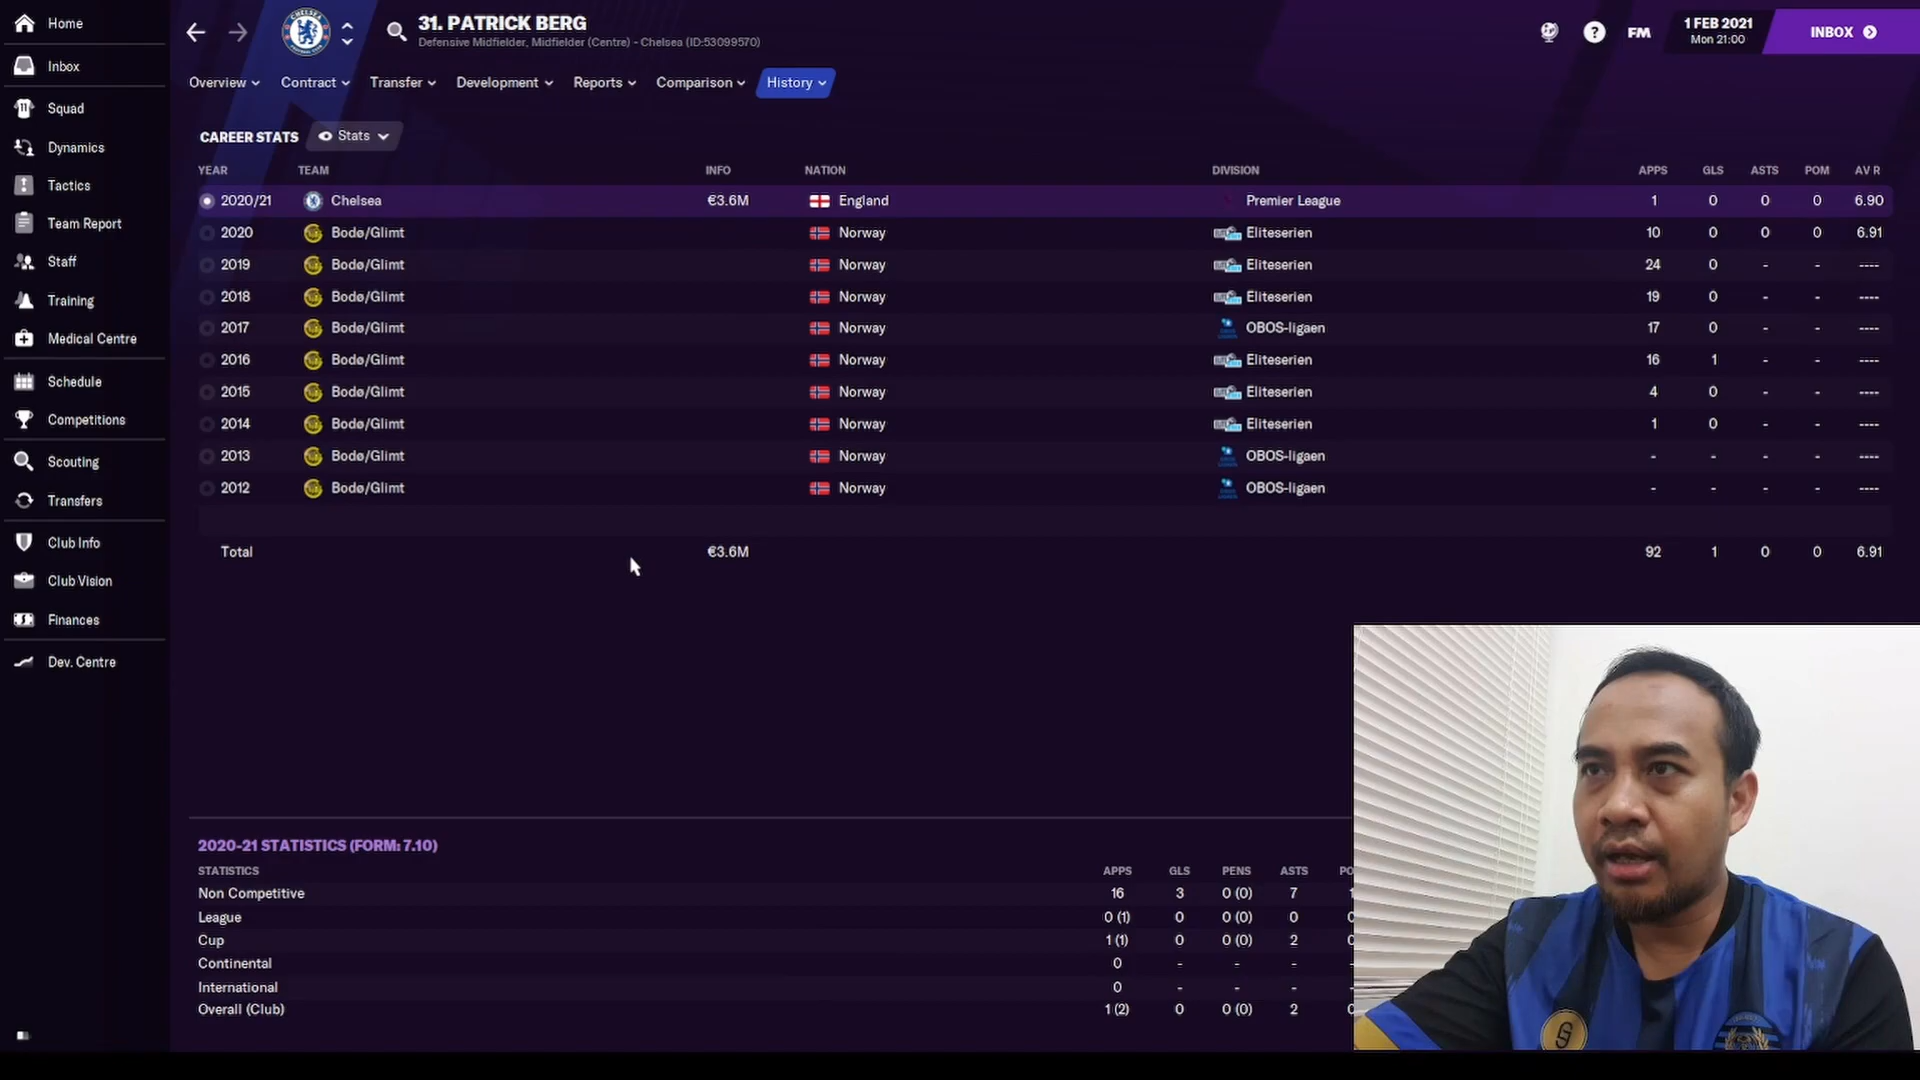 Home
Inbox
Squad
Dynamics
Tactics
Team Report
Staff
Training
Medical Centre
Schedule
Competitions
Scouting
Transfers
Club Info
Club Vision
Finances
Dev. Centre
31. PATRICK BERG
Defensive Midfielder, Midfielder (Centre) - Chelsea (ID:53099570)
? FM 1 FEB 2021
Mon 21:00
INBOX
Overview Contract Transfer Development Reports Comparison History
CAREER STATS Stats
YEAR TEAM INFO NATION DIVISION APPS GLS ASTS POM AV R
2020/21 Chelsea €3.6M England Premier League 1 0 0 0 6.90
2020 Bodø/Glimt Norway Eliteserien 10 0 0 0 6.91
2019 Bodø/Glimt Norway Eliteserien 24 0 - - ----
2018 Bodø/Glimt Norway Eliteserien 19 0 - - ----
2017 Bodø/Glimt Norway OBOS-ligaen 17 0 - - ----
2016 Bodø/Glimt Norway Eliteserien 16 1 - - ----
2015 Bodø/Glimt Norway Eliteserien 4 0 - - ----
2014 Bodø/Glimt Norway Eliteserien 1 0 - - ----
2013 Bodø/Glimt Norway OBOS-ligaen - - - - ----
2012 Bodø/Glimt Norway OBOS-ligaen - - - - ----
Total €3.6M 92 1 0 0 6.91
2020-21 STATISTICS (FORM: 7.10)
STATISTICS APPS GLS PENS ASTS
Non Competitive 16 3 0 (0) 7
League 0 (1) 0 0 (0) 0
Cup 1 (1) 0 0 (0) 2
Continental 0 - - -
International 0 - - -
Overall (Club) 1 (2) 0 0 (0) 2